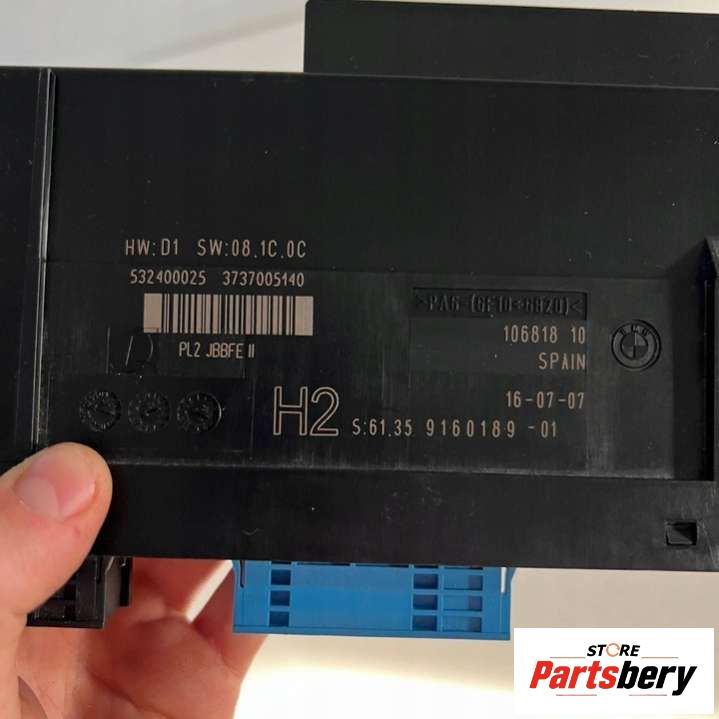 HW:D1 SW:08.1C.0C
532400025 3737005140
PL2 JBBFE II
106818 10
SPAIN
BMW
16-07-07
H2 S:61.35 9160189 -01
STORE
Partsbery